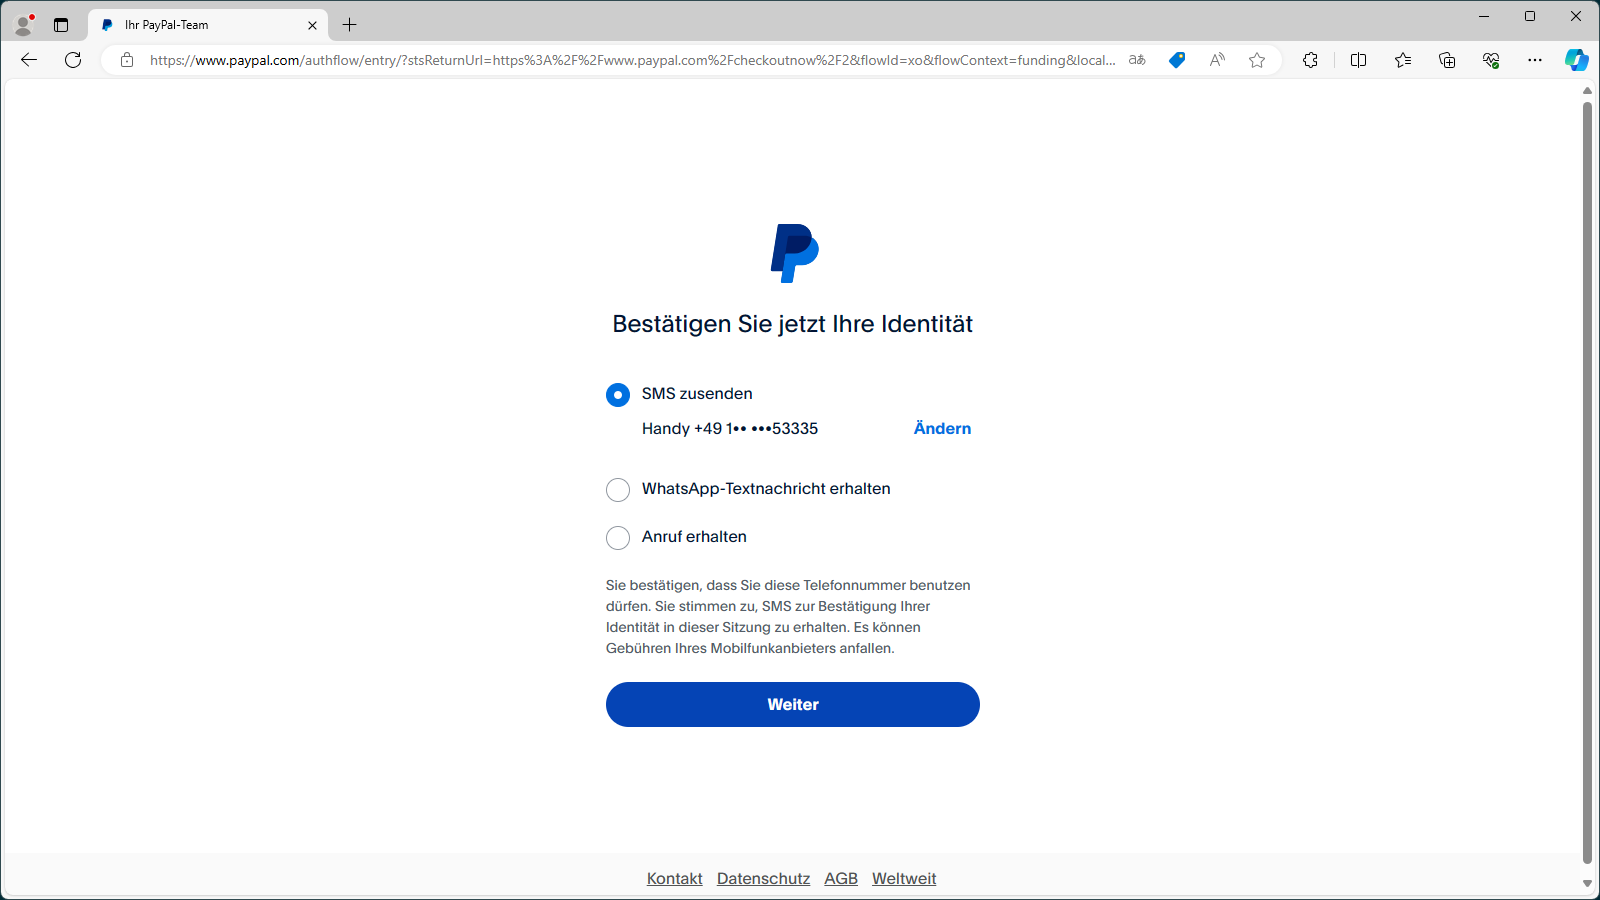 Ihr PayPal-Team
https://www.paypal.com/authflow/entry/?stsReturnUrl=https%3A%2F%2Fwww.paypal.com%2Fcheckoutnow%2F2&flowId=xo&flowContext=funding&local...
Bestätigen Sie jetzt Ihre Identität
SMS zusenden
Handy +49 1•• •••53335
Ändern
WhatsApp-Textnachricht erhalten
Anruf erhalten
Sie bestätigen, dass Sie diese Telefonnummer benutzen
dürfen. Sie stimmen zu, SMS zur Bestätigung Ihrer
Identität in dieser Sitzung zu erhalten. Es können
Gebühren Ihres Mobilfunkanbieters anfallen.
Weiter
Kontakt Datenschutz AGB Weltweit